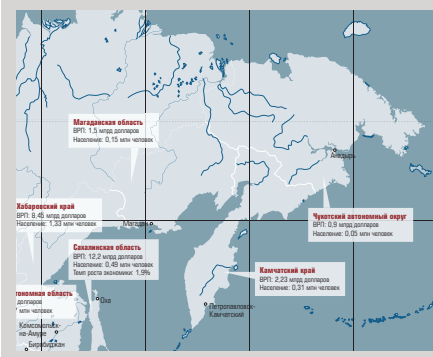 Магаданская область
ВРП: 1,5 млрд долларов
Население: 0,15 млн человек
Анадырь
Хабаровский край
ВРП: 8,45 млрд долларов
Население: 1,33 млн человек
Магадан
Чукотский автономный округ
ВРП: 0,9 млрд долларов
Население: 0,05 млн человек
Сахалинская область
ВРП: 12,2 млрд долларов
Население: 0,49 млн человек
Темп роста экономики: 1,9%
Камчатский край
ВРП: 2,23 млрд долларов
Население: 0,31 млн человек
тономная область
долларов
млн человек
Оха
Петропавловск-
Камчатский
Комсомольск-
на-Амуре
Биробиджан